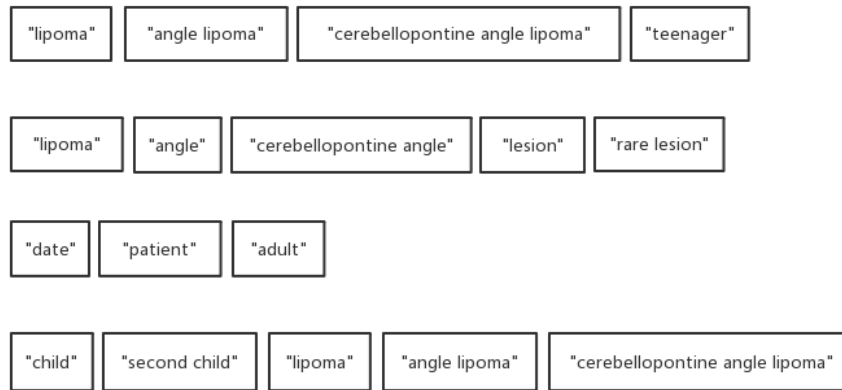 "lipoma" "angle lipoma" "cerebellopontine angle lipoma" "teenager"
"lipoma" "angle" "cerebellopontine angle" "lesion" "rare lesion"
"date" "patient" "adult"
"child" "second child" "lipoma" "angle lipoma" "cerebellopontine angle lipoma"